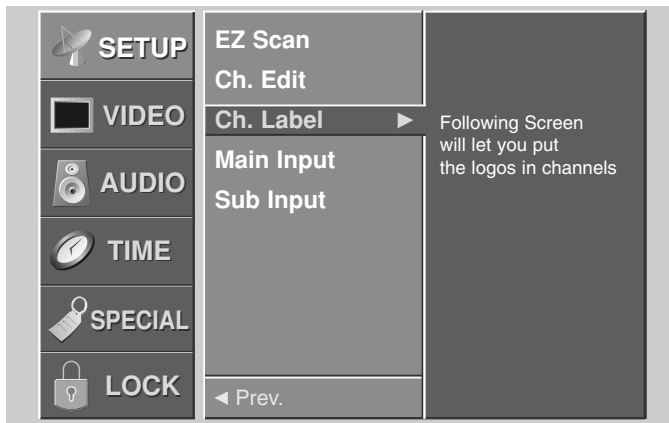 SETUP
VIDEO
AUDIO
TIME
SPECIAL
LOCK
EZ Scan
Ch. Edit
Ch. Label ►
Main Input
Sub Input
◄ Prev.
Following Screen
will let you put
the logos in channels